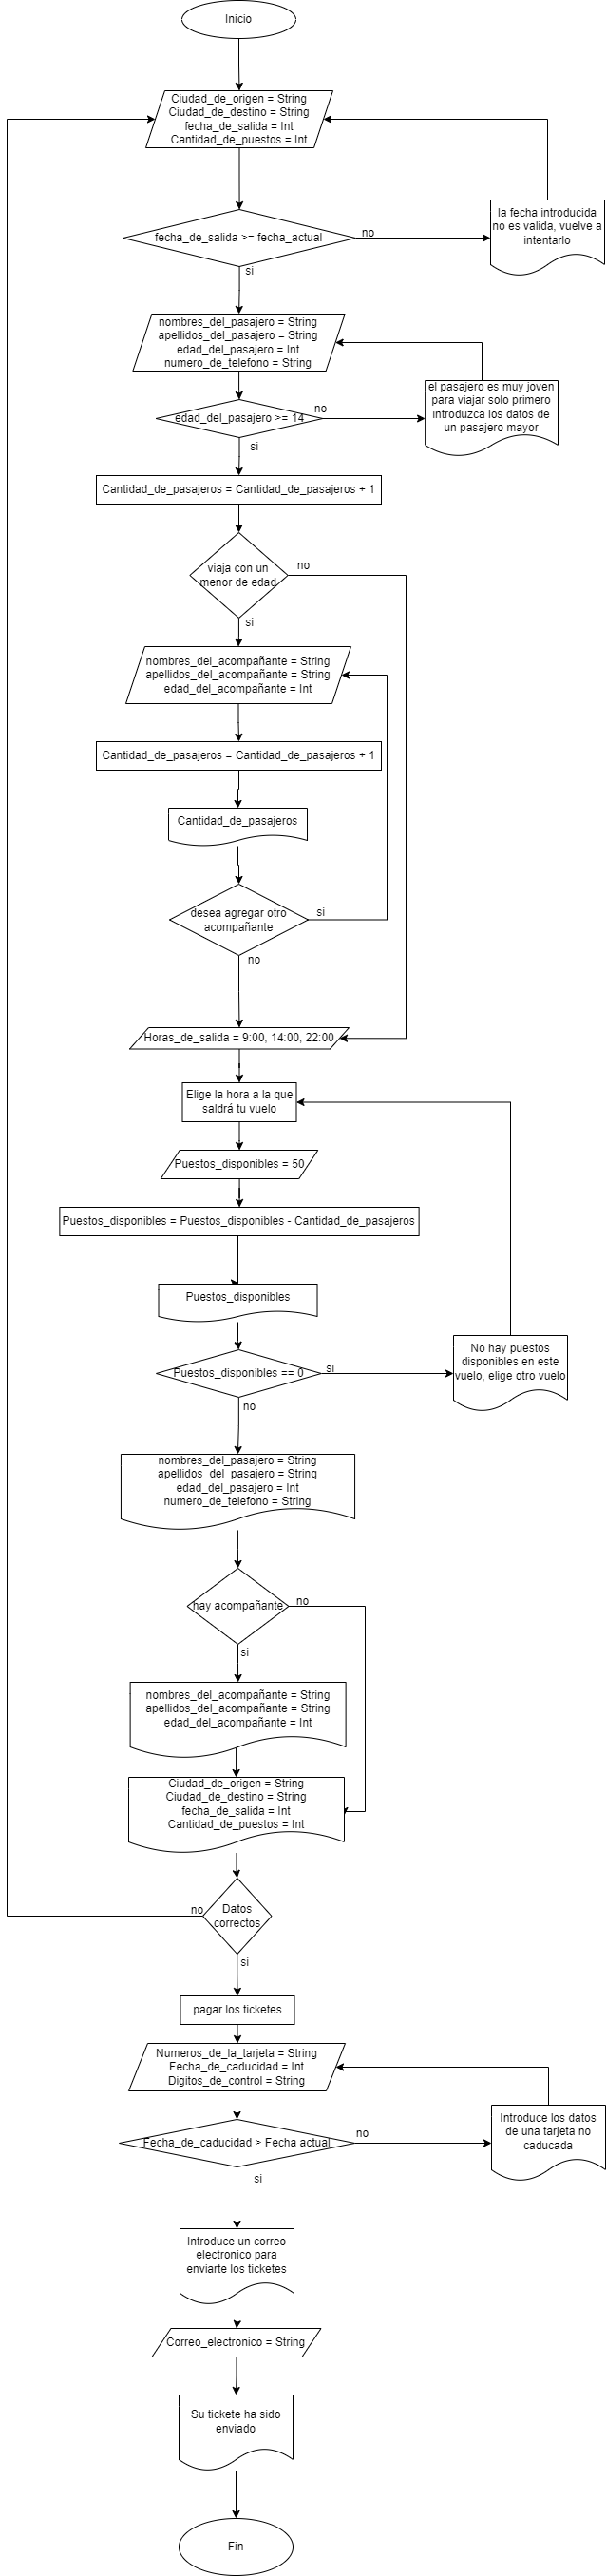 Inicio
Ciudad_de_origen = String
Ciudad_de_destino = String
fecha_de_salida = Int
Cantidad_de_puestos = Int
fecha_de_salida >= fecha_actual
no
la fecha introducida
no es valida, vuelve a
intentarlo
si
nombres_del_pasajero = String
apellidos_del_pasajero = String
edad_del_pasajero = Int
numero_de_telefono = String
edad_del_pasajero >= 14
no
el pasajero es muy joven
para viajar solo primero
introduzca los datos de
un pasajero mayor
si
Cantidad_de_pasajeros = Cantidad_de_pasajeros + 1
viaja con un
menor de edad
no
si
nombres_del_acompañante = String
apellidos_del_acompañante = String
edad_del_acompañante = Int
Cantidad_de_pasajeros = Cantidad_de_pasajeros + 1
Cantidad_de_pasajeros
desea agregar otro
acompañante
si
no
Horas_de_salida = 9:00, 14:00, 22:00
Elige la hora a la que
saldrá tu vuelo
Puestos_disponibles = 50
Puestos_disponibles = Puestos_disponibles - Cantidad_de_pasajeros
Puestos_disponibles
Puestos_disponibles == 0
si
No hay puestos
disponibles en este
vuelo, elige otro vuelo
no
nombres_del_pasajero = String
apellidos_del_pasajero = String
edad_del_pasajero = Int
numero_de_telefono = String
hay acompañante
no
si
nombres_del_acompañante = String
apellidos_del_acompañante = String
edad_del_acompañante = Int
Ciudad_de_origen = String
Ciudad_de_destino = String
fecha_de_salida = Int
Cantidad_de_puestos = Int
no
Datos
correctos
si
pagar los ticketes
Numeros_de_la_tarjeta = String
Fecha_de_caducidad = Int
Digitos_de_control = String
Fecha_de_caducidad > Fecha actual
no
Introduce los datos
de una tarjeta no
caducada
si
Introduce un correo
electronico para
enviarte los ticketes
Correo_electronico = String
Su tickete ha sido
enviado
Fin